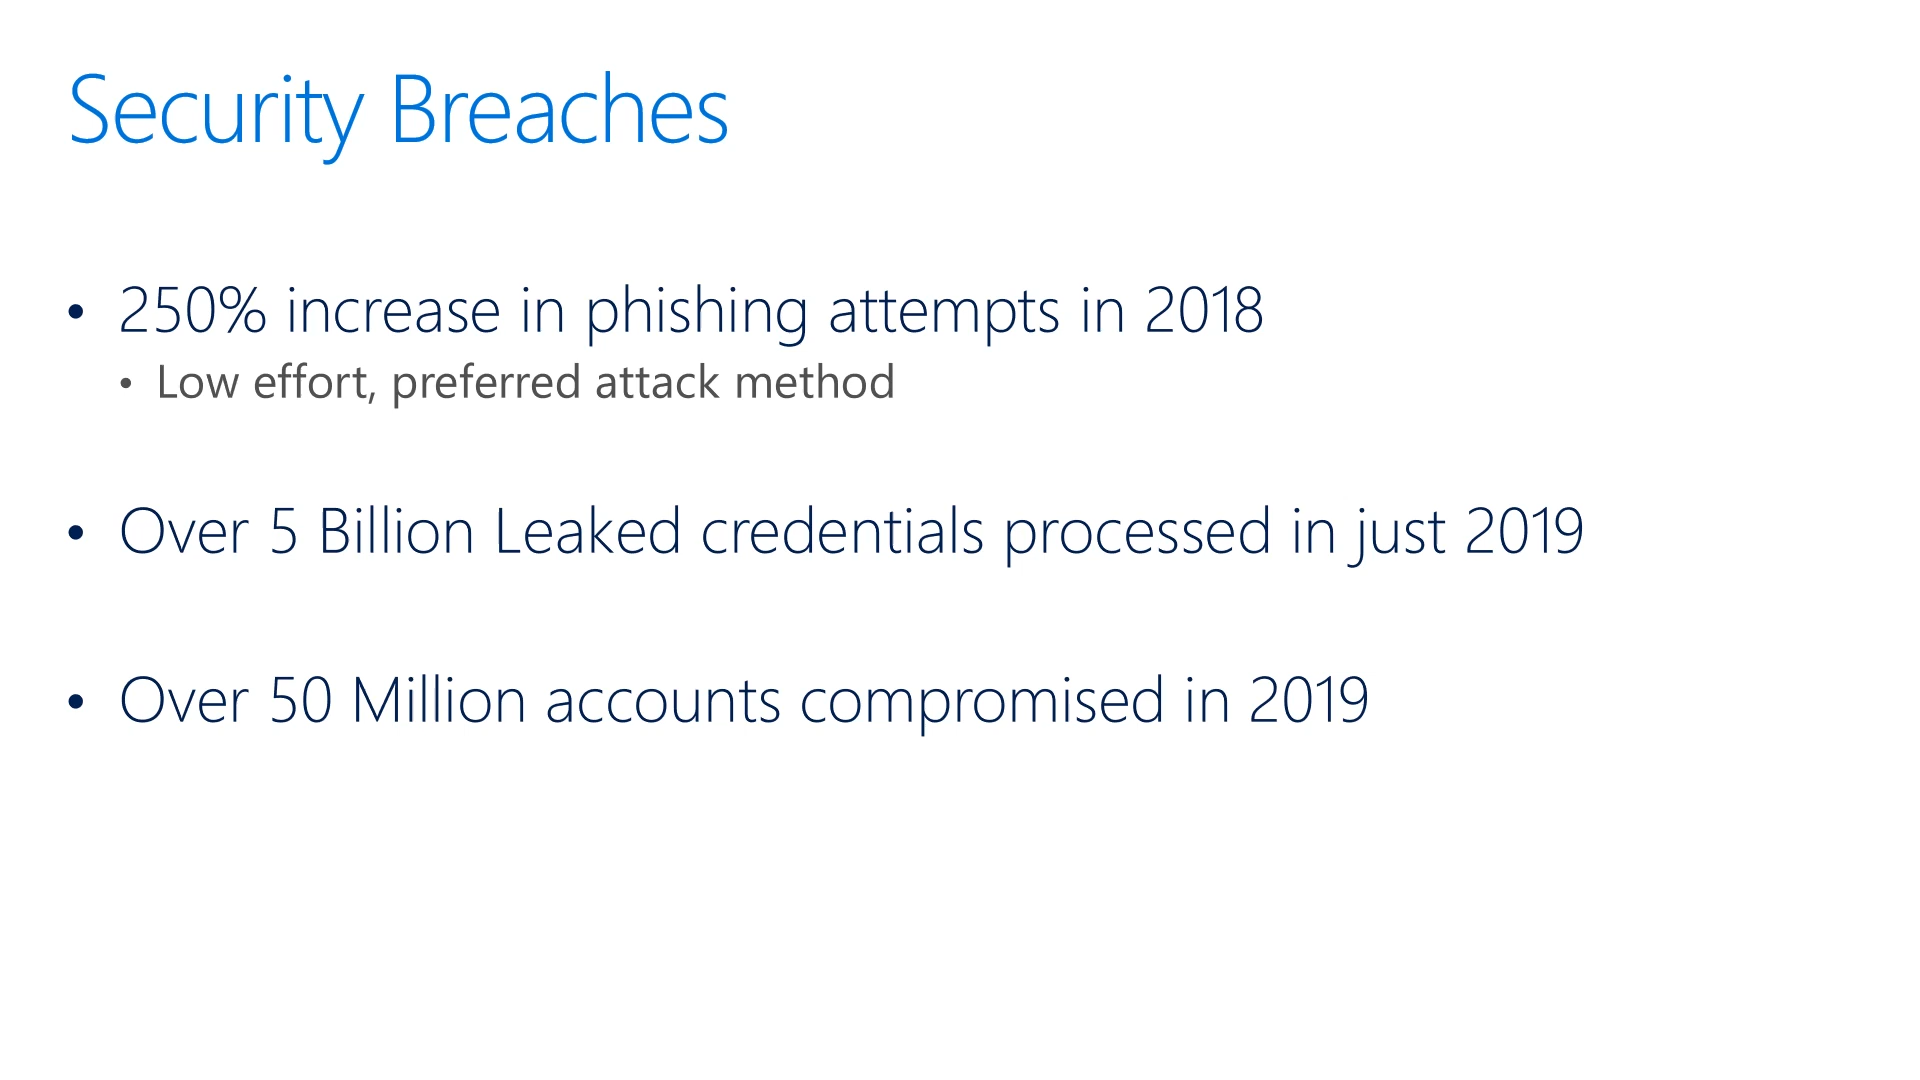 Security Breaches
• 250% increase in phishing attempts in 2018
• Low effort, preferred attack method
• Over 5 Billion Leaked credentials processed in just 2019
• Over 50 Million accounts compromised in 2019